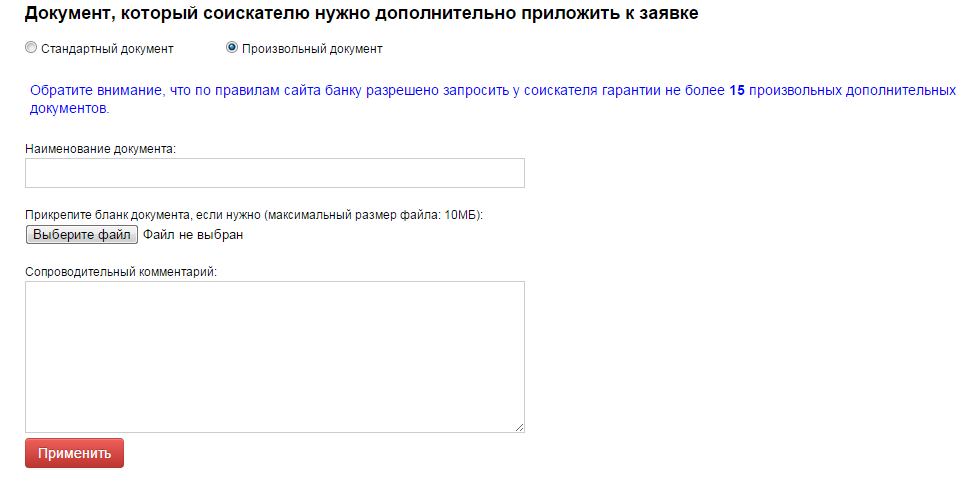 Документ, который соискателю нужно дополнительно приложить к заявке
Стандартный документ Произвольный документ
Обратите внимание, что по правилам сайта банку разрешено запросить у соискателя гарантии не более 15 произвольных дополнительных
документов.
Наименование документа:
Прикрепите бланк документа, если нужно (максимальный размер файла: 10МБ):
Выберите файл Файл не выбран
Сопроводительный комментарий:
Применить